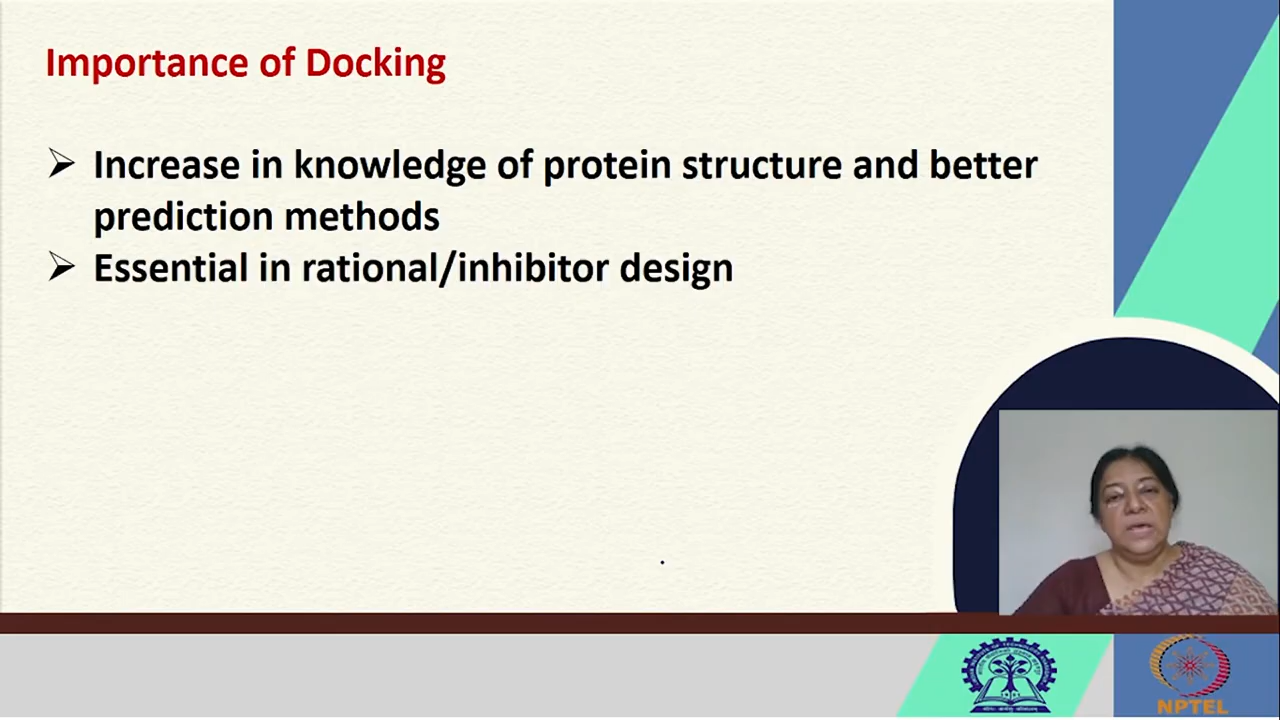 Importance of Docking
Increase in knowledge of protein structure and better
prediction methods
Essential in rational/inhibitor design
NPTEL